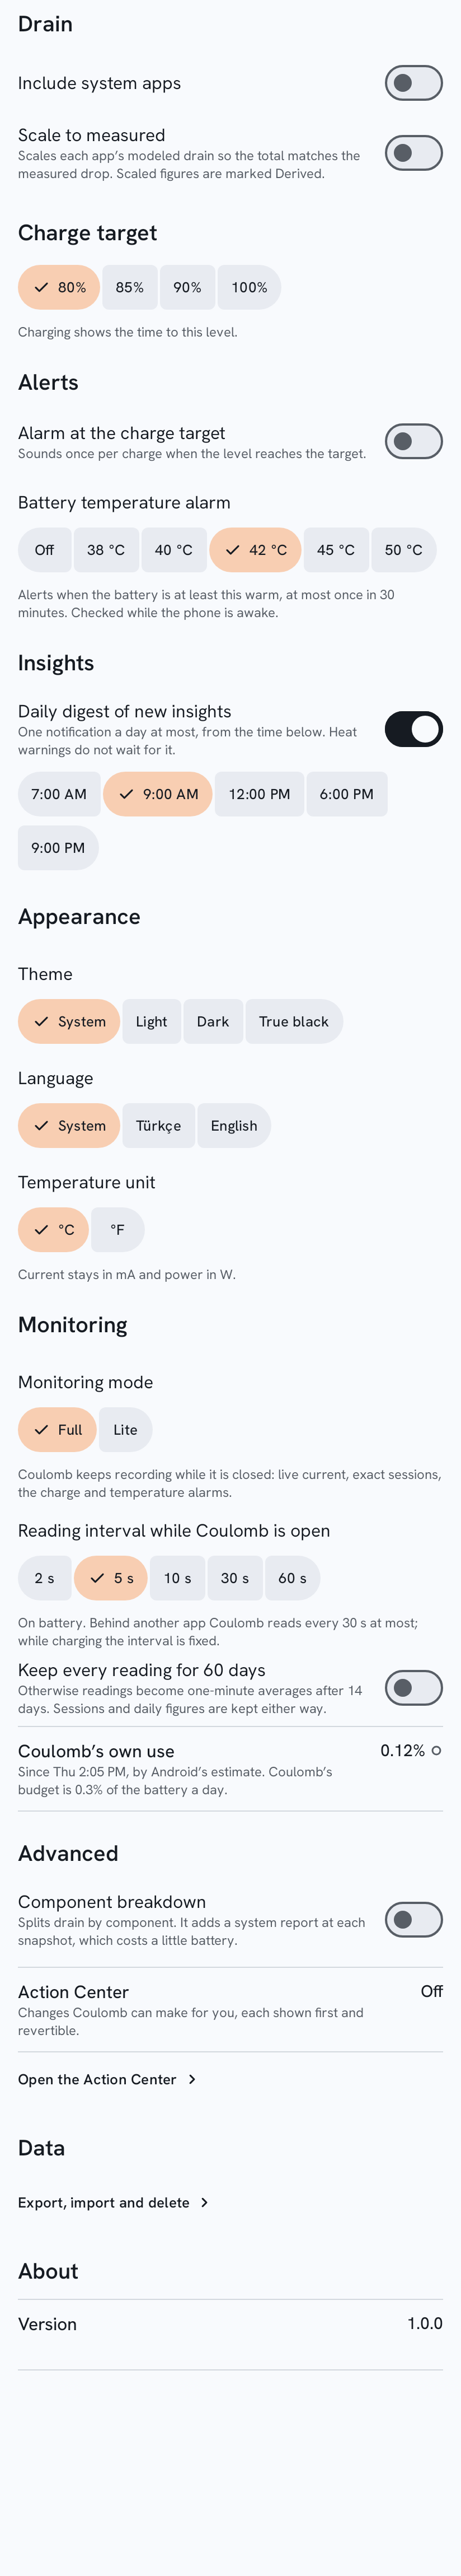 Drain
Include system apps
Scale to measured
Scales each app's modeled drain so the total matches the
measured drop. Scaled figures are marked Derived.
Charge target
80% 85% 90% 100%
Charging shows the time to this level.
Alerts
Alarm at the charge target
Sounds once per charge when the level reaches the target.
Battery temperature alarm
Off 38 °C 40 °C 42 °C 45 °C 50 °C
Alerts when the battery is at least this warm, at most once in 30
minutes. Checked while the phone is awake.
Insights
Daily digest of new insights
One notification a day at most, from the time below. Heat
warnings do not wait for it.
7:00 AM 9:00 AM 12:00 PM 6:00 PM
9:00 PM
Appearance
Theme
System Light Dark True black
Language
System Türkçe English
Temperature unit
°C °F
Current stays in mA and power in W.
Monitoring
Monitoring mode
Full Lite
Coulomb keeps recording while it is closed: live current, exact sessions,
the charge and temperature alarms.
Reading interval while Coulomb is open
2 s 5 s 10 s 30 s 60 s
On battery. Behind another app Coulomb reads every 30 s at most;
while charging the interval is fixed.
Keep every reading for 60 days
Otherwise readings become one-minute averages after 14
days. Sessions and daily figures are kept either way.
Coulomb's own use 0.12%
Since Thu 2:05 PM, by Android's estimate. Coulomb's
budget is 0.3% of the battery a day.
Advanced
Component breakdown
Splits drain by component. It adds a system report at each
snapshot, which costs a little battery.
Action Center Off
Changes Coulomb can make for you, each shown first and
revertible.
Open the Action Center
Data
Export, import and delete
About
Version 1.0.0